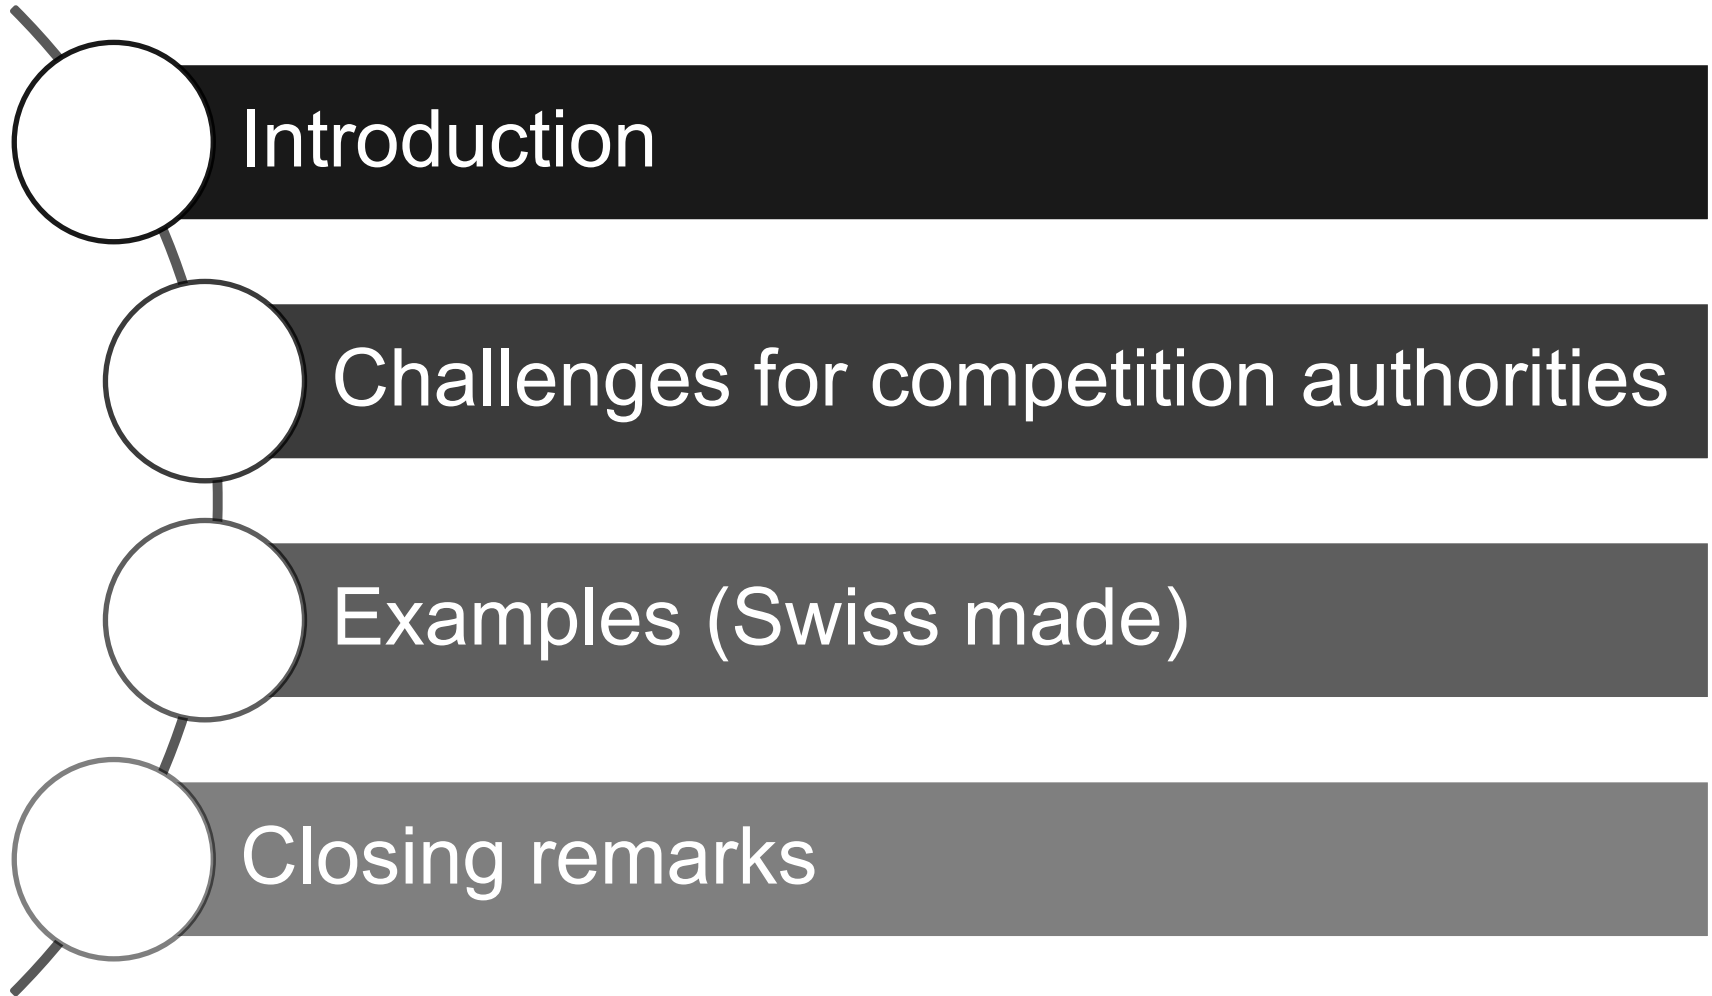 Introduction
Challenges for competition authorities
Examples (Swiss made)
Closing remarks